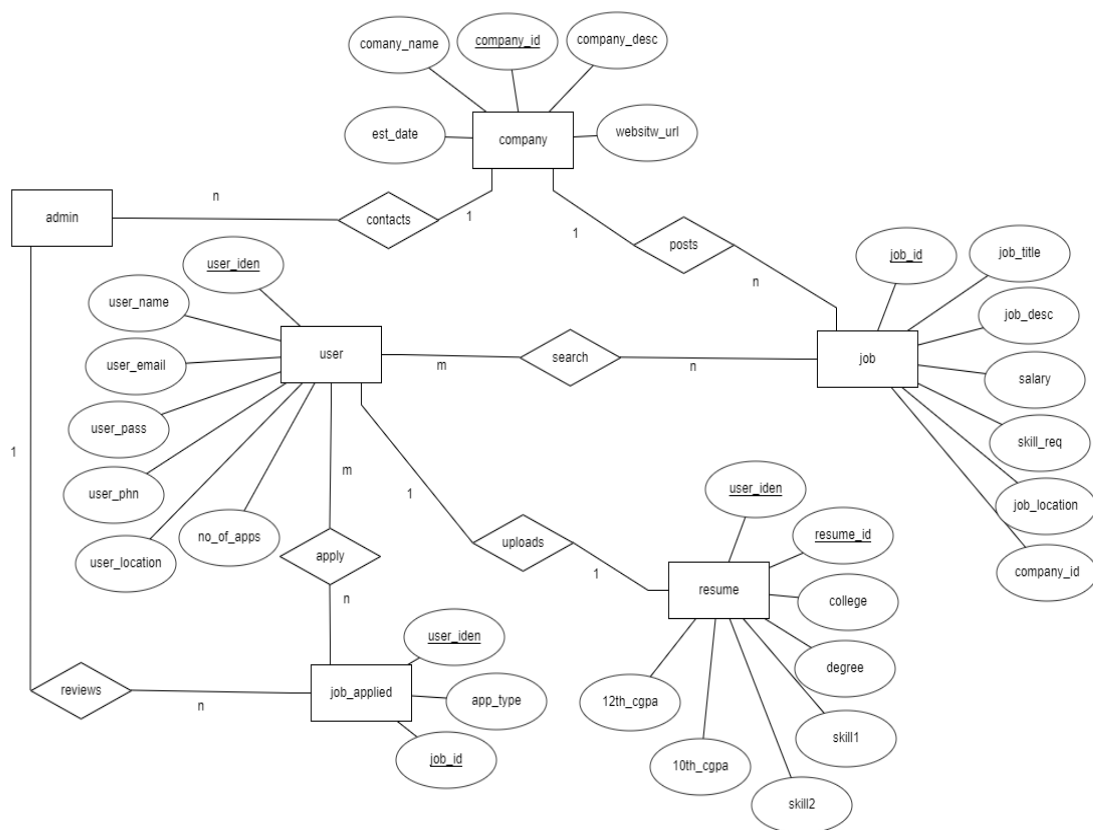 comany_name
company_id
company_desc
est_date
company
websitw_url
admin
n
contacts
1
1
posts
n
user_iden
job_id
job_title
user_name
job_desc
user_email
user
m
search
n
job
salary
user_pass
skill_req
1
m
user_phn
1
user_iden
job_location
no_of_apps
resume_id
user_location
apply
uploads
1
company_id
n
resume
college
user_iden
degree
reviews
n
job_applied
app_type
12th_cgpa
skill1
job_id
10th_cgpa
skill2